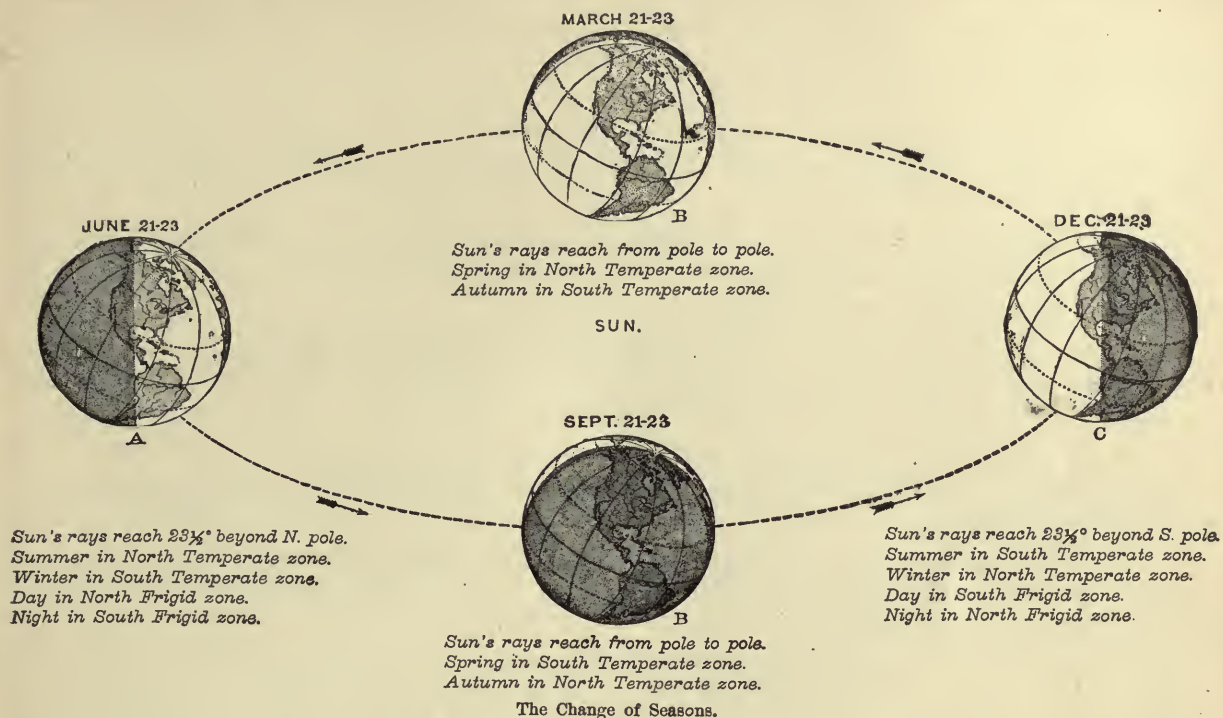 MARCH 21-23
B
Sun's rays reach from pole to pole.
Spring in North Temperate zone.
Autumn in South Temperate zone.
JUNE 21-23
A
SUN.
DEC. 21-23
C
SEPT. 21-23
B
Sun's rays reach 23½° beyond N. pole.
Summer in North Temperate zone.
Winter in South Temperate zone.
Day in North Frigid zone.
Night in South Frigid zone.
Sun's rays reach from pole to pole.
Spring in South Temperate zone.
Autumn in North Temperate zone.
Sun's rays reach 23½° beyond S. pole.
Summer in South Temperate zone.
Winter in North Temperate zone.
Day in South Frigid zone.
Night in North Frigid zone.
The Change of Seasons.